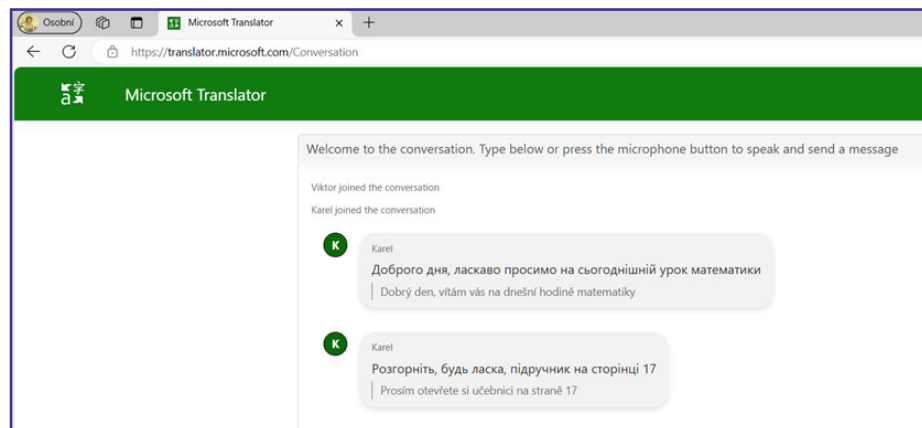 Osobní
Microsoft Translator
https://translator.microsoft.com/Conversation
Microsoft Translator
Welcome to the conversation. Type below or press the microphone button to speak and send a message
Viktor joined the conversation
Karel joined the conversation
K
Karel
Доброго дня, ласкаво просимо на сьогоднішній урок математики
Dobrý den, vítám vás na dnešní hodině matematiky
K
Karel
Розгорніть, будь ласка, підручник на сторінці 17
Prosím otevřete si učebnici na straně 17